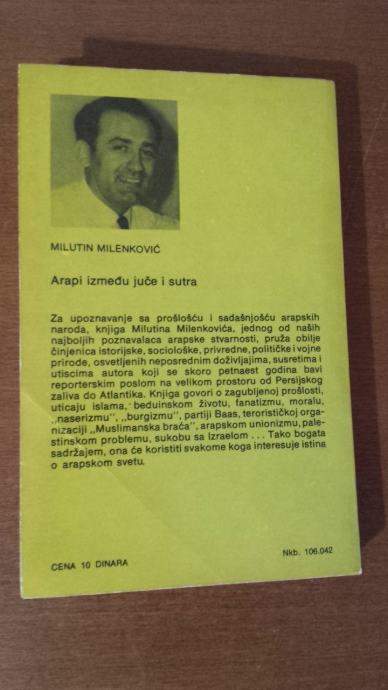 MILUTIN MILENKOVIĆ
Arapi između juče i sutra
Za upoznavanje sa prošlošću i sadašnjošću arapskih
naroda, knjiga Milutina Milenkovića, jednog od naših
najboljih poznavalaca arapske stvarnosti, pruža obilje
činjenica istorijske, sociološke, privredne, političke i vojne
prirode, osvetljenih neposrednim doživljajima, susretima i
utiscima autora koji se skoro petnaest godina bavi
reporterskim poslom na velikom prostoru od Persijskog
zaliva do Atlantika. Knjiga govori o zagubljenoj prošlosti,
uticaju islama, beduinskom životu, fanatizmu, moralu,
„naserizmu”, „burgizmu”, partiji Baas, terorističkoj orga-
nizaciji „Muslimanska braća”, arapskom unionizmu, pale-
stinskom problemu, sukobu sa Izraelom ... Tako bogata
sadržajem, ona će koristiti svakome koga interesuje istina
o arapskom svetu.
CENA 10 DINARA
Nkb. 106.042